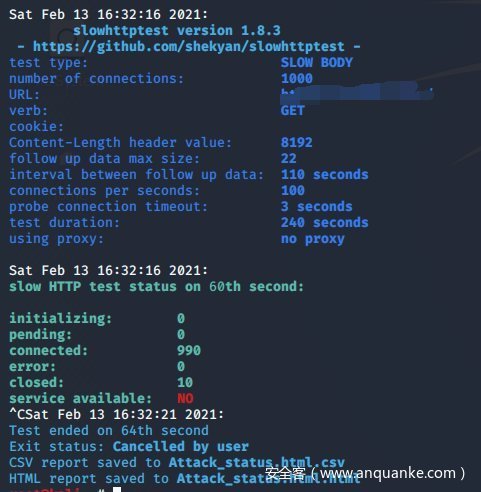 Sat Feb 13 16:32:16 2021:
slowhttptest version 1.8.3
- https://github.com/shekyan/slowhttptest -
test type: SLOW BODY
number of connections: 1000
URL:
verb: GET
cookie:
Content-Length header value: 8192
follow up data max size: 22
interval between follow up data: 110 seconds
connections per seconds: 100
probe connection timeout: 3 seconds
test duration: 240 seconds
using proxy: no proxy
Sat Feb 13 16:32:16 2021:
slow HTTP test status on 60th second:
initializing: 0
pending: 0
connected: 990
error: 0
closed: 10
service available: NO
^CSat Feb 13 16:32:21 2021:
Test ended on 64th second
Exit status: Cancelled by user
CSV report saved to Attack_status.html.csv
HTML report saved to Attack_status.html.html
安全客（www.anquanke.com）